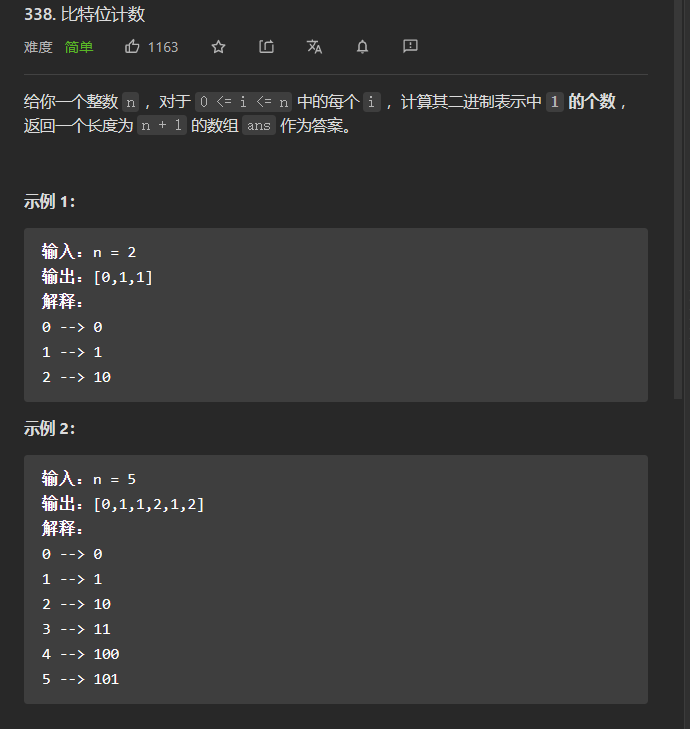 338. 比特位计数
难度 简单 1163
给你一个整数 n ，对于 0 <= i <= n 中的每个 i ，计算其二进制表示中 1 的个数 ，
返回一个长度为 n + 1 的数组 ans 作为答案。
示例 1：
输入：n = 2
输出：[0,1,1]
解释：
0 --> 0
1 --> 1
2 --> 10
示例 2：
输入：n = 5
输出：[0,1,1,2,1,2]
解释：
0 --> 0
1 --> 1
2 --> 10
3 --> 11
4 --> 100
5 --> 101